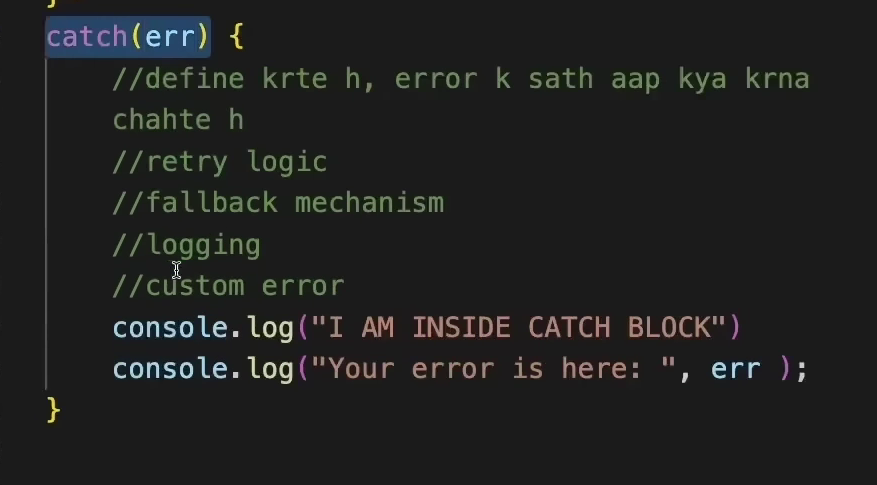 }
catch(err) {
//define krte h, error k sath aap kya krna
chahte h
//retry logic
//fallback mechanism
//logging
//custom error
console.log("I AM INSIDE CATCH BLOCK")
console.log("Your error is here: ", err );
}